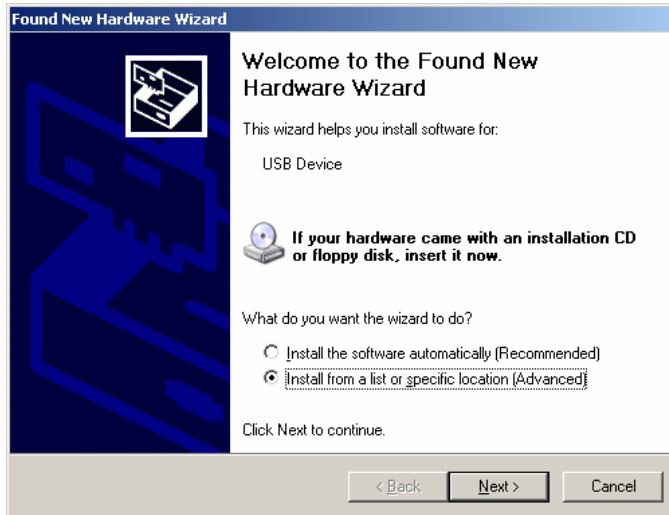 Found New Hardware Wizard
Welcome to the Found New
Hardware Wizard
This wizard helps you install software for:
USB Device
If your hardware came with an installation CD
or floppy disk, insert it now.
What do you want the wizard to do?
Install the software automatically (Recommended)
Install from a list or specific location (Advanced)
Click Next to continue.
< Back
Next >
Cancel